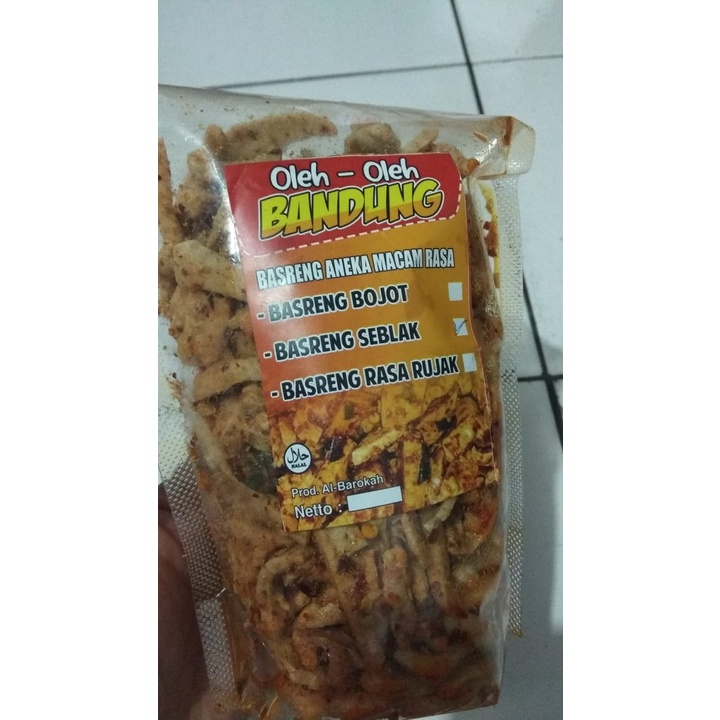 Oleh - Oleh
BANDUNG
BASRENG ANEKA MACAM RASA
- BASRENG BOJOT
- BASRENG SEBLAK
- BASRENG RASA RUJAK
حلال
HALAL
Prod. Al-Barokah
Netto :